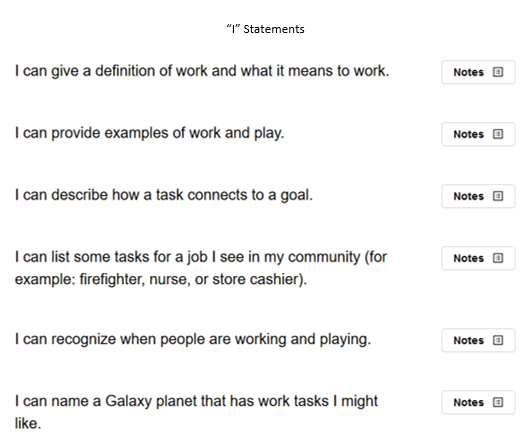 “I” Statements
I can give a definition of work and what it means to work.
Notes
I can provide examples of work and play.
Notes
I can describe how a task connects to a goal.
Notes
I can list some tasks for a job I see in my community (for
example: firefighter, nurse, or store cashier).
Notes
I can recognize when people are working and playing.
Notes
I can name a Galaxy planet that has work tasks I might
like.
Notes